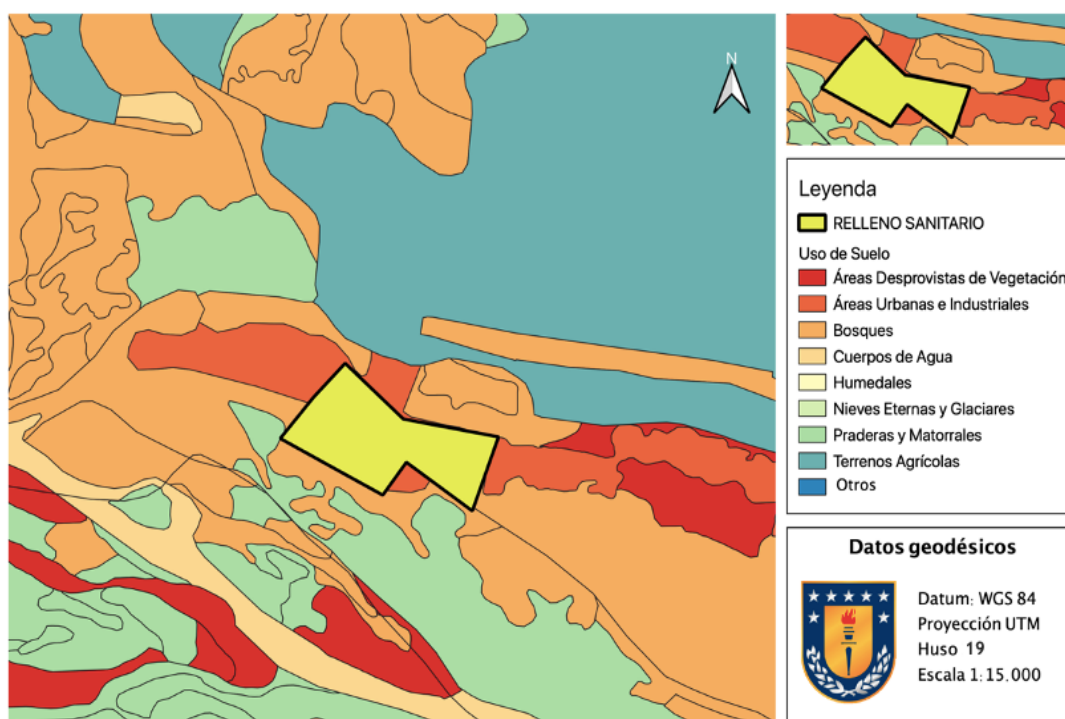 N
Leyenda
RELLENO SANITARIO
Uso de Suelo
Áreas Desprovistas de Vegetación
Áreas Urbanas e Industriales
Bosques
Cuerpos de Agua
Humedales
Nieves Eternas y Glaciares
Praderas y Matorrales
Terrenos Agrícolas
Otros
Datos geodésicos
Datum: WGS 84
Proyección UTM
Huso 19
Escala 1:15.000